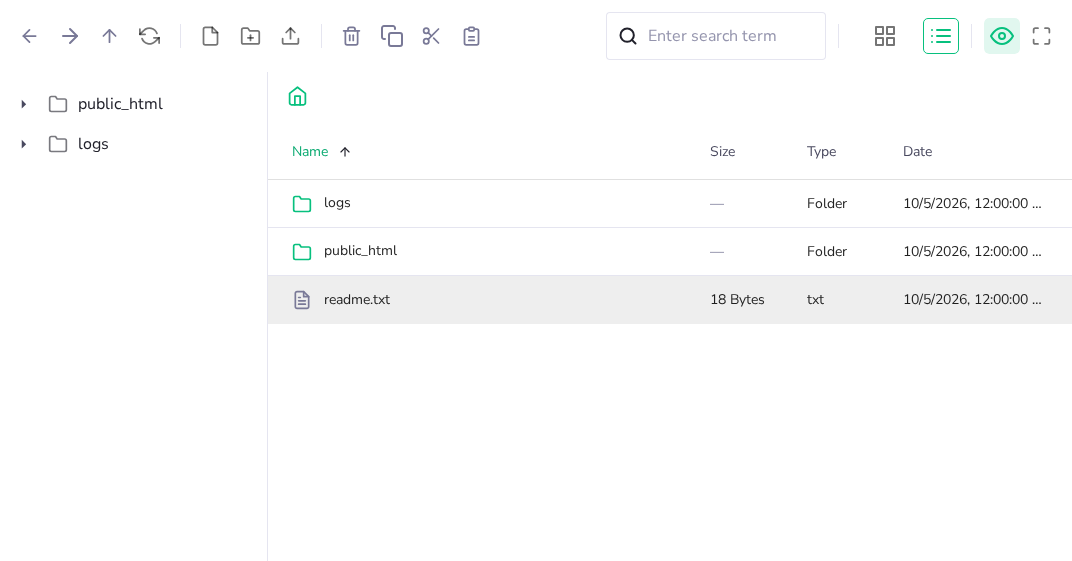 Enter search term
public_html
logs
Name Size Type Date
logs — Folder 10/5/2026, 12:00:00 ...
public_html — Folder 10/5/2026, 12:00:00 ...
readme.txt 18 Bytes txt 10/5/2026, 12:00:00 ...